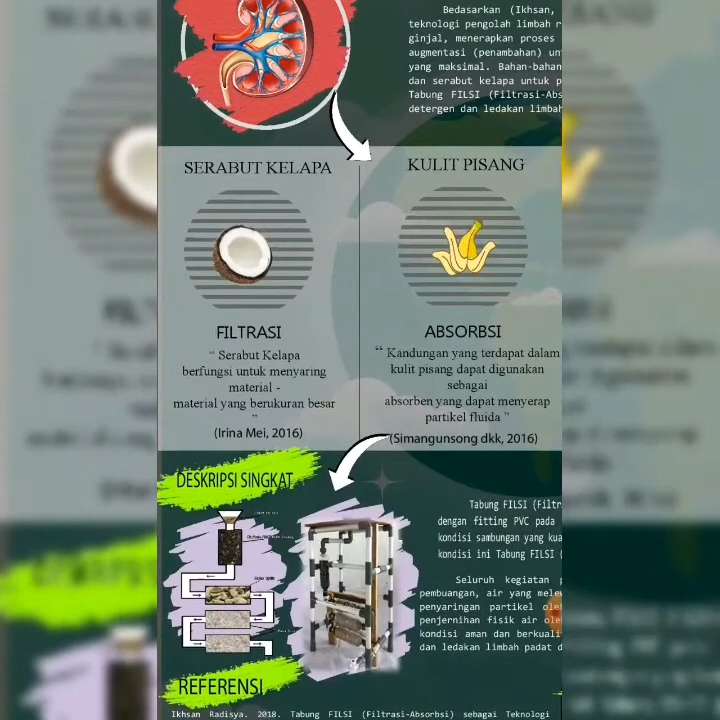 Bedasarkan (Ikhsan,
teknologi pengolah limbah r
ginjal, menerapkan proses
augmentasi (penambahan) un
yang maksimal. Bahan-bahan
dan serabut kelapa untuk p
Tabung FILSI (Filtrasi-Abs
detergen dan ledakan limbah
SERABUT KELAPA
KULIT PISANG
FILTRASI
“ Serabut Kelapa
berfungsi untuk menyaring
material -
material yang berukuran besar
”
(Irina Mei, 2016)
ABSORBSI
“ Kandungan yang terdapat dalam
kulit pisang dapat digunakan
sebagai
absorben yang dapat menyerap
partikel fluida ”
(Simangunsong dkk, 2016)
DESKRIPSI SINGKAT
Tabung FILSI (Filtr
dengan fitting PVC pada
kondisi sambungan yang kua
kondisi ini Tabung FILSI (
Seluruh kegiatan p
pembuangan, air yang melew
penyaringan partikel ole
penjernihan fisik air ole
kondisi aman dan berkuali
dan ledakan limbah padat d
REFERENSI
Ikhsan Radisya. 2018. Tabung FILSI (Filtrasi-Absorbsi) sebagai Teknologi